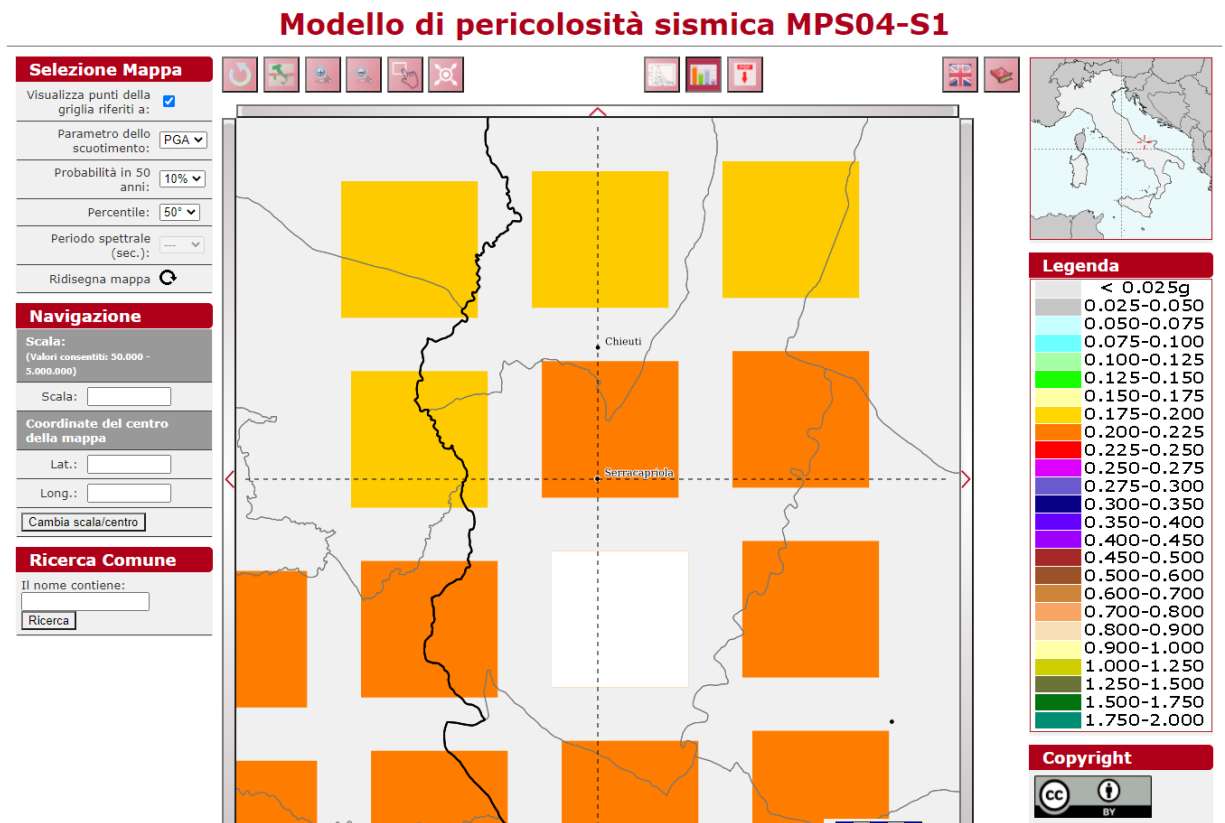 Modello di pericolosità sismica MPS04-S1
Selezione Mappa
Visualizza punti della
griglia riferiti a:
Parametro dello
scuotimento:
PGA
Probabilità in 50
anni:
10%
Percentile:
50°
Periodo spettrale
(sec.):
---
Ridisegna mappa
Navigazione
Scala:
(Valori consentiti: 50.000 -
5.000.000)
Scala:
Coordinate del centro
della mappa
Lat.:
Long.:
Cambia scala/centro
Ricerca Comune
Il nome contiene:
Ricerca
PDF
Chieuti
Serracapriola
Legenda
< 0.025g
0.025-0.050
0.050-0.075
0.075-0.100
0.100-0.125
0.125-0.150
0.150-0.175
0.175-0.200
0.200-0.225
0.225-0.250
0.250-0.275
0.275-0.300
0.300-0.350
0.350-0.400
0.400-0.450
0.450-0.500
0.500-0.600
0.600-0.700
0.700-0.800
0.800-0.900
0.900-1.000
1.000-1.250
1.250-1.500
1.500-1.750
1.750-2.000
Copyright
cc
BY